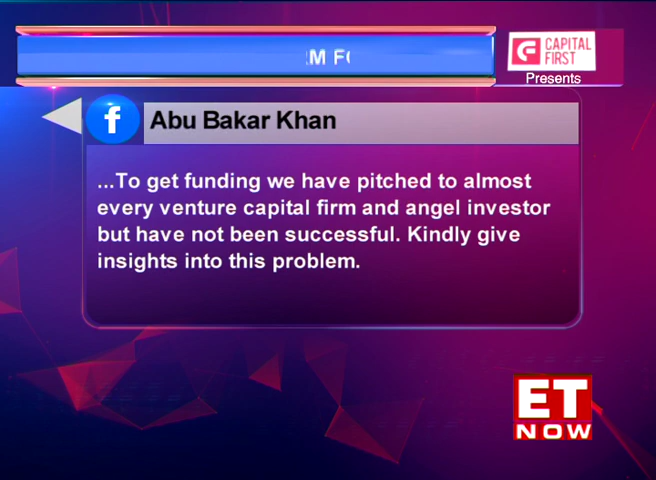 CAPITAL
FIRST
Presents
f
Abu Bakar Khan
...To get funding we have pitched to almost
every venture capital firm and angel investor
but have not been successful. Kindly give
insights into this problem.
ET
NOW